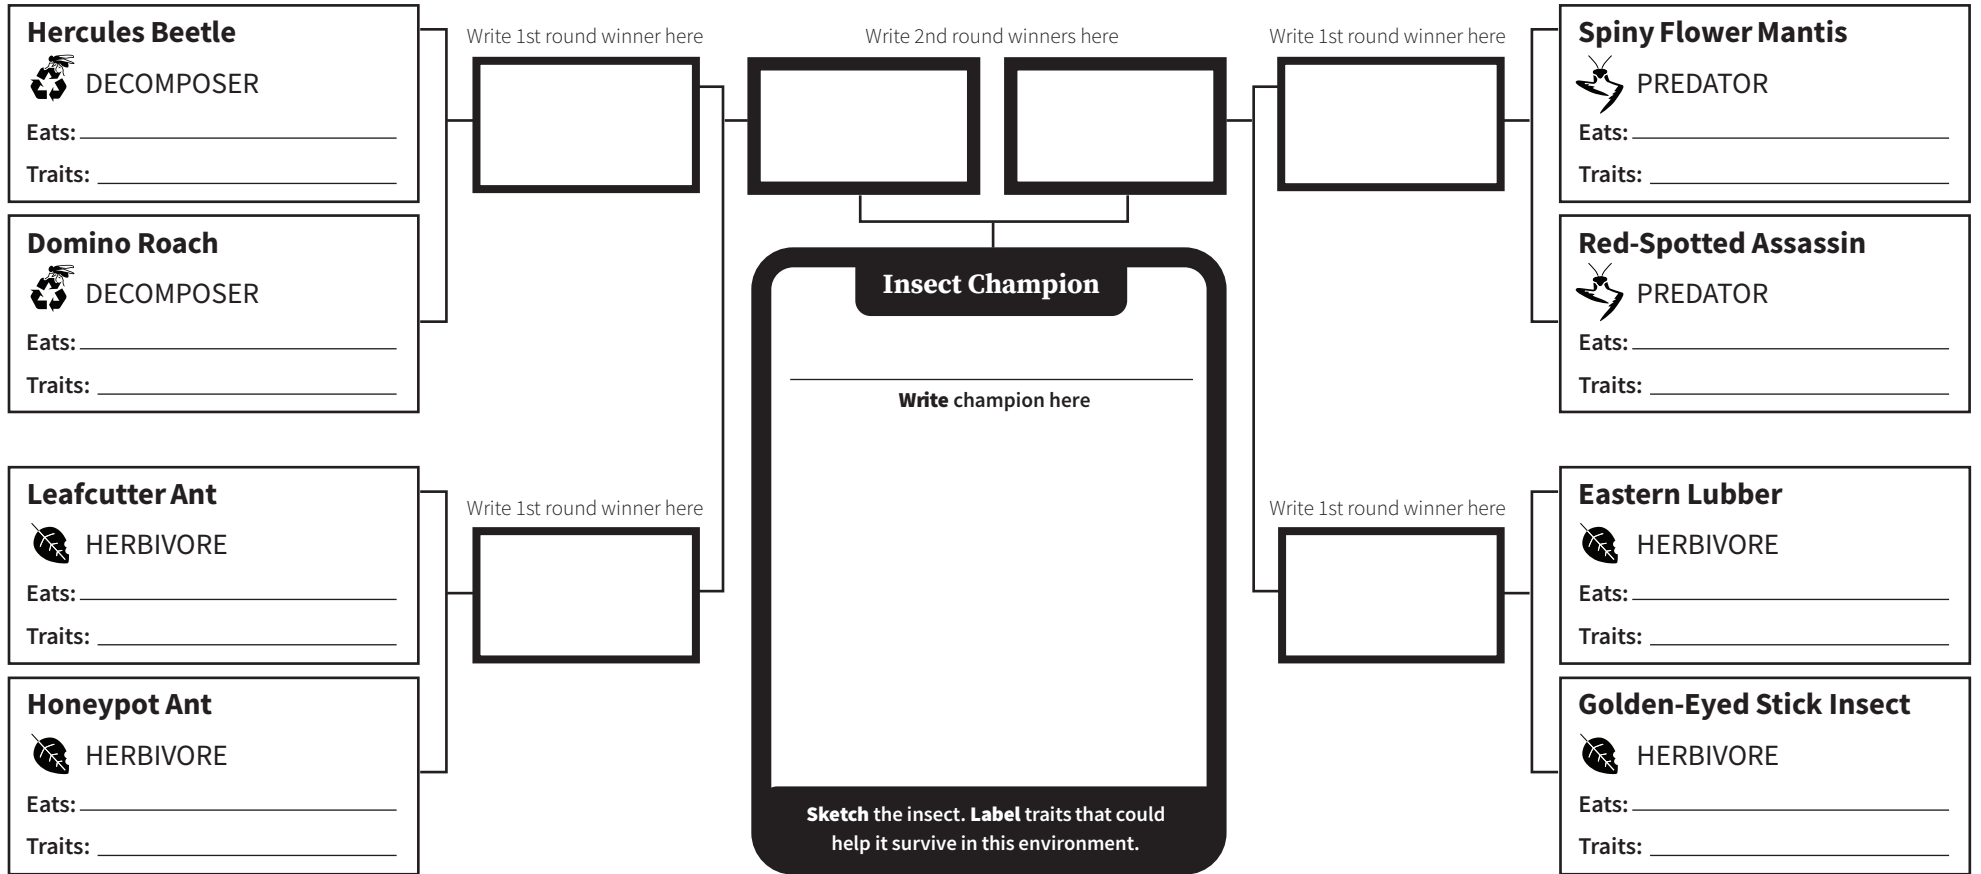 Hercules Beetle
DECOMPOSER
Eats:
Traits:
Domino Roach
DECOMPOSER
Eats:
Traits:
Leafcutter Ant
HERBIVORE
Eats:
Traits:
Honeypot Ant
HERBIVORE
Eats:
Traits:
Write 1st round winner here
Write 1st round winner here
Write 2nd round winners here
Insect Champion
Write champion here
Sketch the insect. Label traits that could
help it survive in this environment.
Write 1st round winner here
Write 1st round winner here
Spiny Flower Mantis
PREDATOR
Eats:
Traits:
Red-Spotted Assassin
PREDATOR
Eats:
Traits:
Eastern Lubber
HERBIVORE
Eats:
Traits:
Golden-Eyed Stick Insect
HERBIVORE
Eats:
Traits: